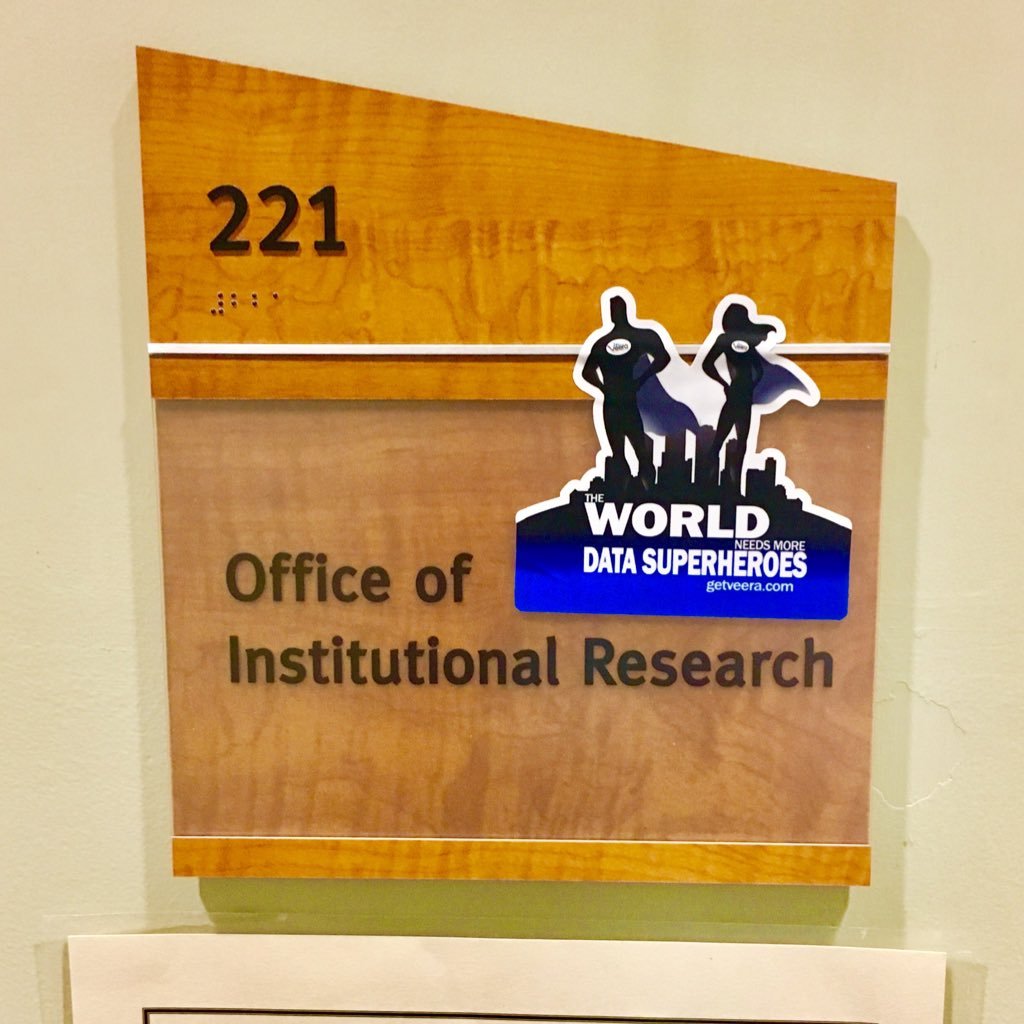 221
⠼⠃⠃⠁
Office of
Institutional Research
THE
WORLD
NEEDS MORE
DATA SUPERHEROES
getveera.com